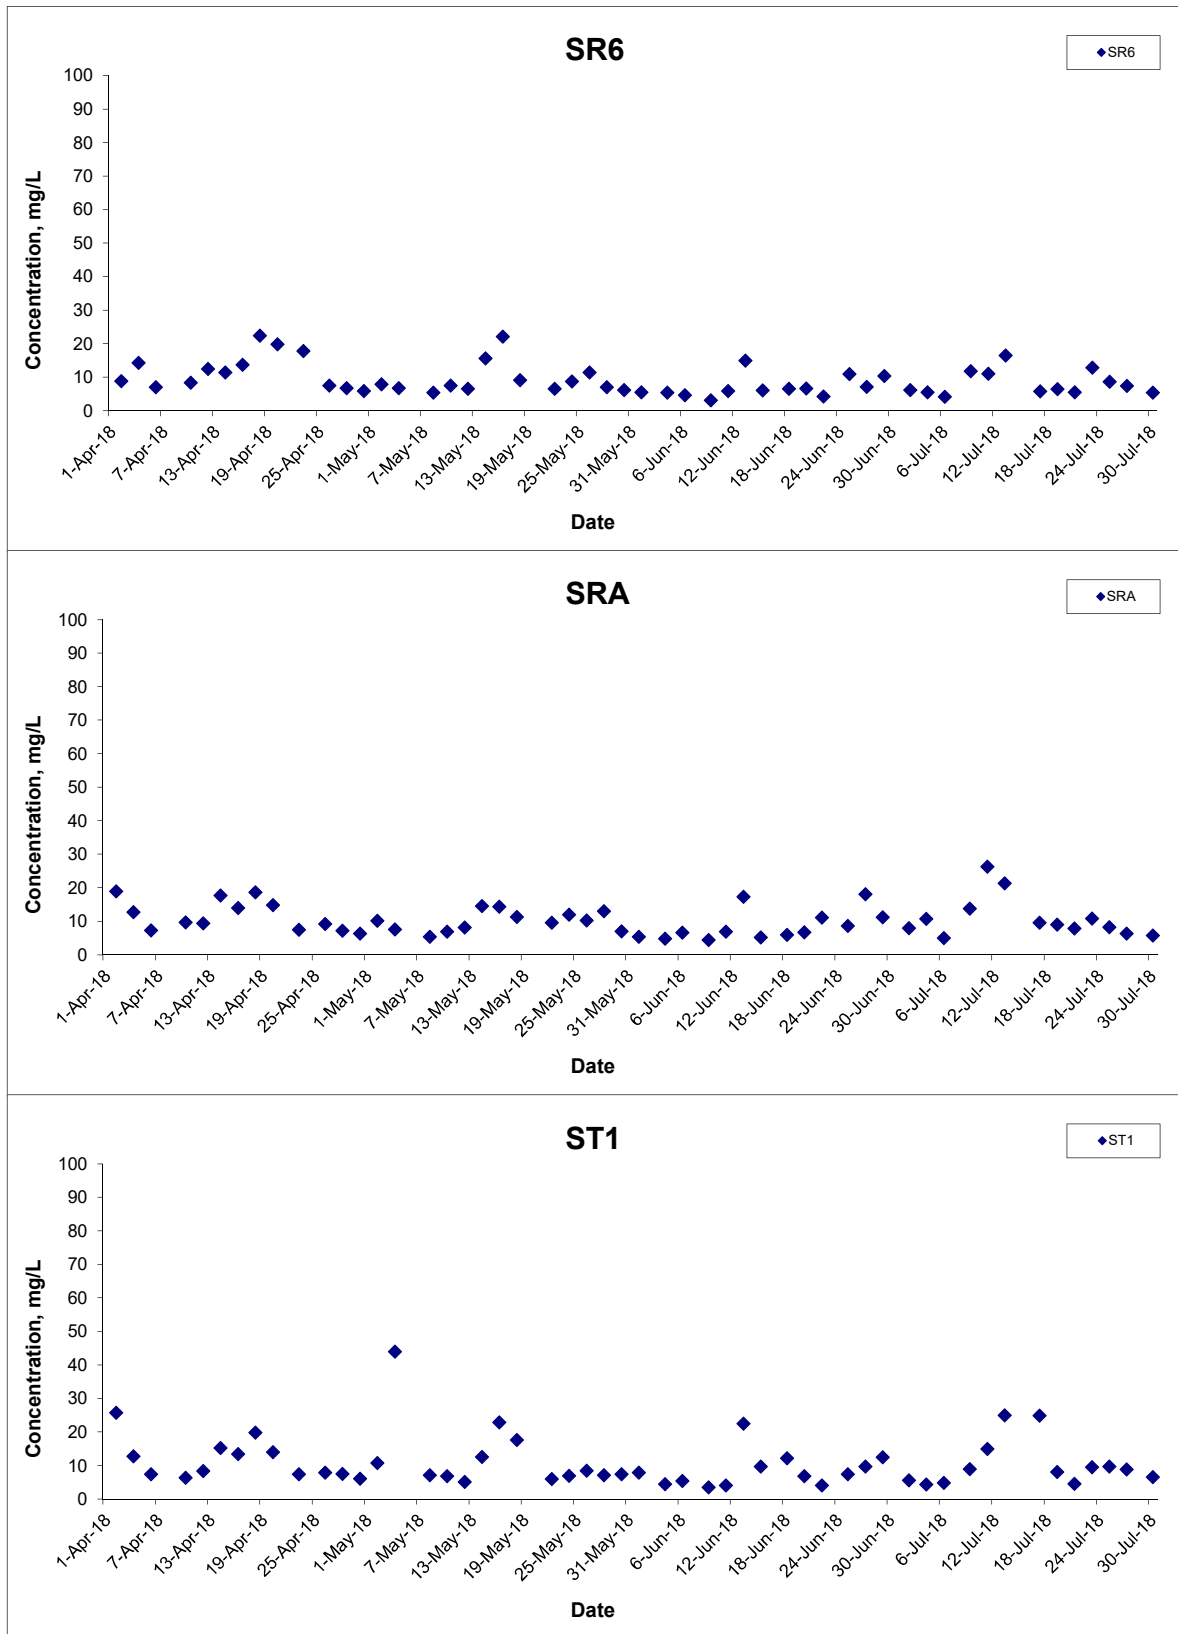 SR6
SR6
100
90
80
70
60
50
40
30
20
10
0
Concentration, mg/L
1-Apr-18
7-Apr-18
13-Apr-18
19-Apr-18
25-Apr-18
1-May-18
7-May-18
13-May-18
19-May-18
25-May-18
31-May-18
6-Jun-18
12-Jun-18
18-Jun-18
24-Jun-18
30-Jun-18
6-Jul-18
12-Jul-18
18-Jul-18
24-Jul-18
30-Jul-18
Date
SRA
SRA
100
90
80
70
60
50
40
30
20
10
0
Concentration, mg/L
1-Apr-18
7-Apr-18
13-Apr-18
19-Apr-18
25-Apr-18
1-May-18
7-May-18
13-May-18
19-May-18
25-May-18
31-May-18
6-Jun-18
12-Jun-18
18-Jun-18
24-Jun-18
30-Jun-18
6-Jul-18
12-Jul-18
18-Jul-18
24-Jul-18
30-Jul-18
Date
ST1
ST1
100
90
80
70
60
50
40
30
20
10
0
Concentration, mg/L
1-Apr-18
7-Apr-18
13-Apr-18
19-Apr-18
25-Apr-18
1-May-18
7-May-18
13-May-18
19-May-18
25-May-18
31-May-18
6-Jun-18
12-Jun-18
18-Jun-18
24-Jun-18
30-Jun-18
6-Jul-18
12-Jul-18
18-Jul-18
24-Jul-18
30-Jul-18
Date